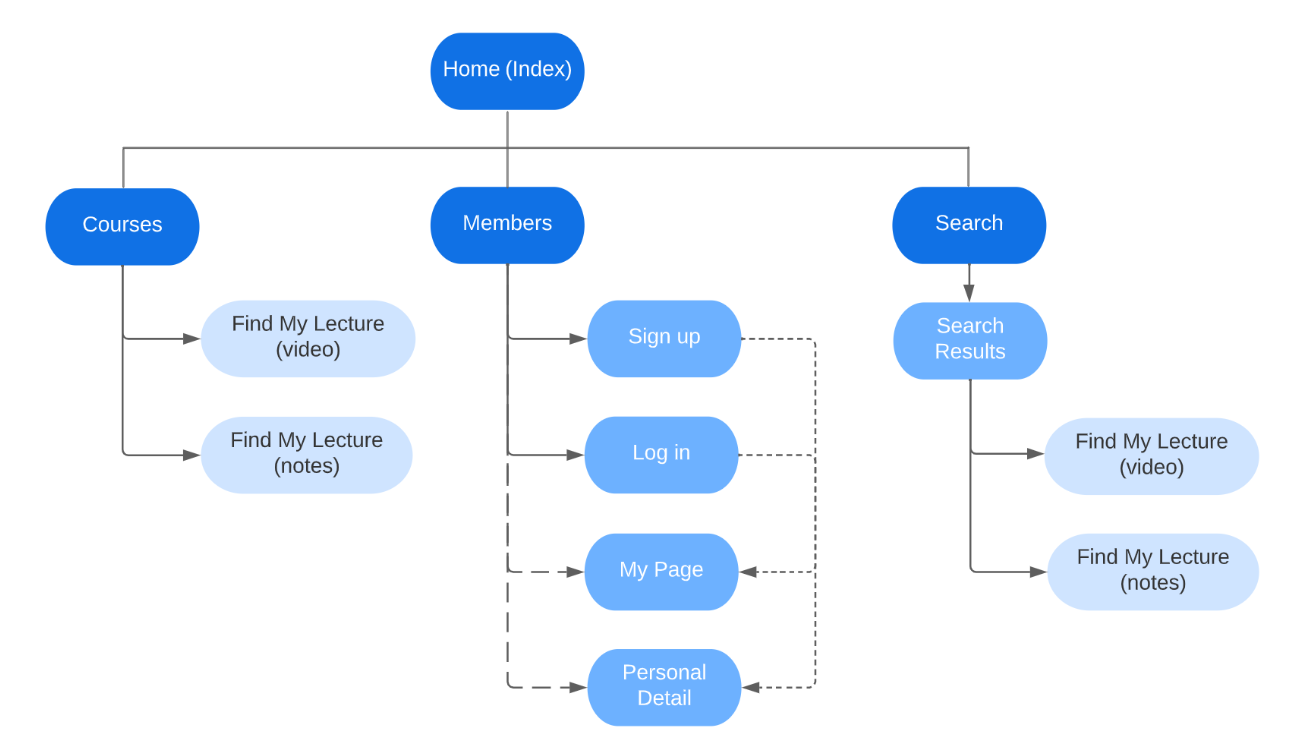 Home (Index)
Courses
Members
Search
Find My Lecture
(video)
Find My Lecture
(notes)
Sign up
Log in
My Page
Personal
Detail
Search
Results
Find My Lecture
(video)
Find My Lecture
(notes)